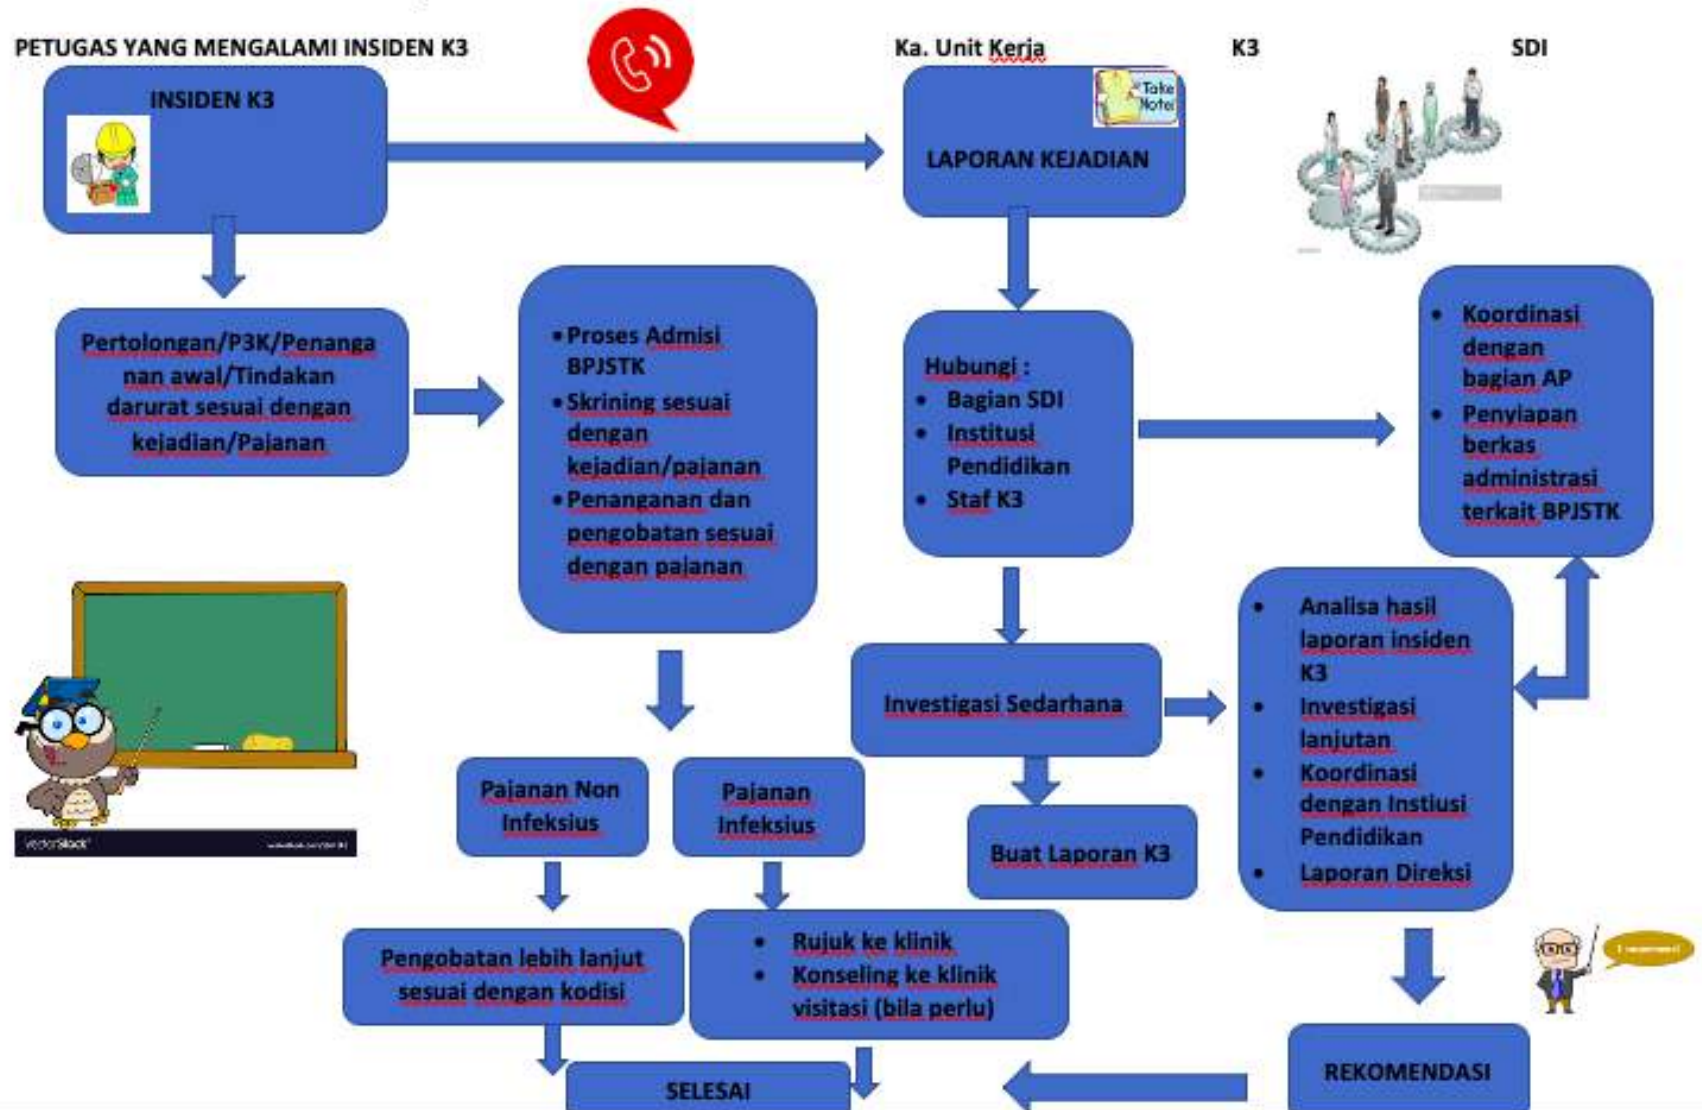 PETUGAS YANG MENGALAMI INSIDEN K3
Ka. Unit Kerja
K3
SDI
INSIDEN K3
Take
Note!
LAPORAN KEJADIAN
Pertolongan/P3K/Penanga
nan awal/Tindakan
darurat sesuai dengan
kejadian/Pajanan
• Proses Admisi
BPJSTK
• Skrining sesuai
dengan
kejadian/pajanan
• Penanganan dan
pengobatan sesuai
dengan pajanan
Hubungi :
• Bagian SDI
• Institusi
Pendidikan
• Staf K3
• Koordinasi
dengan
bagian AP
• Penyiapan
berkas
administrasi
terkait BPJSTK
Investigasi Sedarhana
• Analisa hasil
laporan insiden
K3
• Investigasi
lanjutan
• Koordinasi
dengan Instiusi
Pendidikan
• Laporan Direksi
Buat Laporan K3
Pajanan Non
Infeksius
Pajanan
Infeksius
VectorStock
Pengobatan lebih lanjut
sesuai dengan kodisi
• Rujuk ke klinik
• Konseling ke klinik
visitasi (bila perlu)
REKOMENDASI
SELESAI